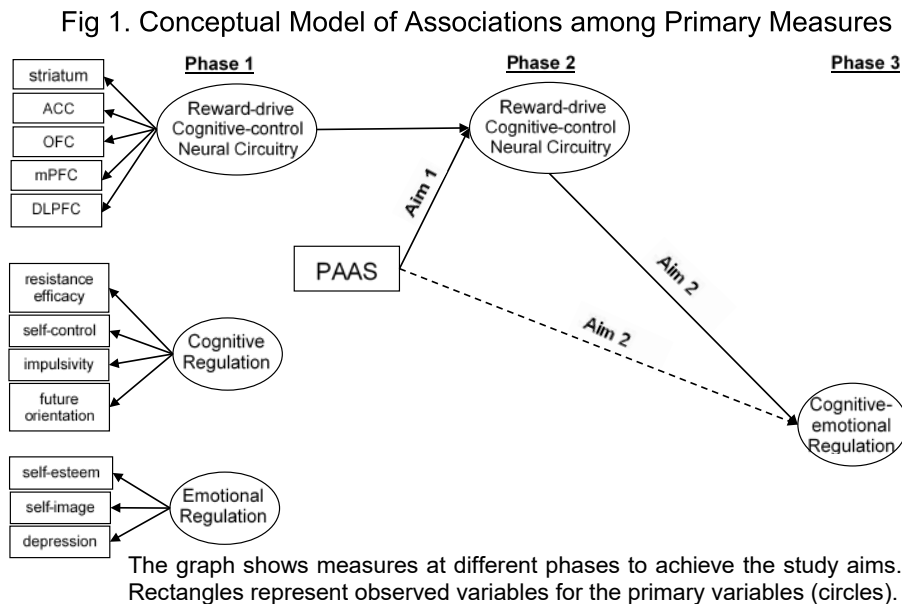 Fig 1. Conceptual Model of Associations among Primary Measures
Phase 1
Phase 2
Phase 3
striatum
ACC
OFC
mPFC
DLPFC
Reward-drive
Cognitive-control
Neural Circuitry
Reward-drive
Cognitive-control
Neural Circuitry
Aim 1
PAAS
Aim 2
Aim 2
resistance
efficacy
self-control
impulsivity
future
orientation
Cognitive
Regulation
Cognitive-
emotional
Regulation
self-esteem
self-image
depression
Emotional
Regulation
The graph shows measures at different phases to achieve the study aims.
Rectangles represent observed variables for the primary variables (circles).